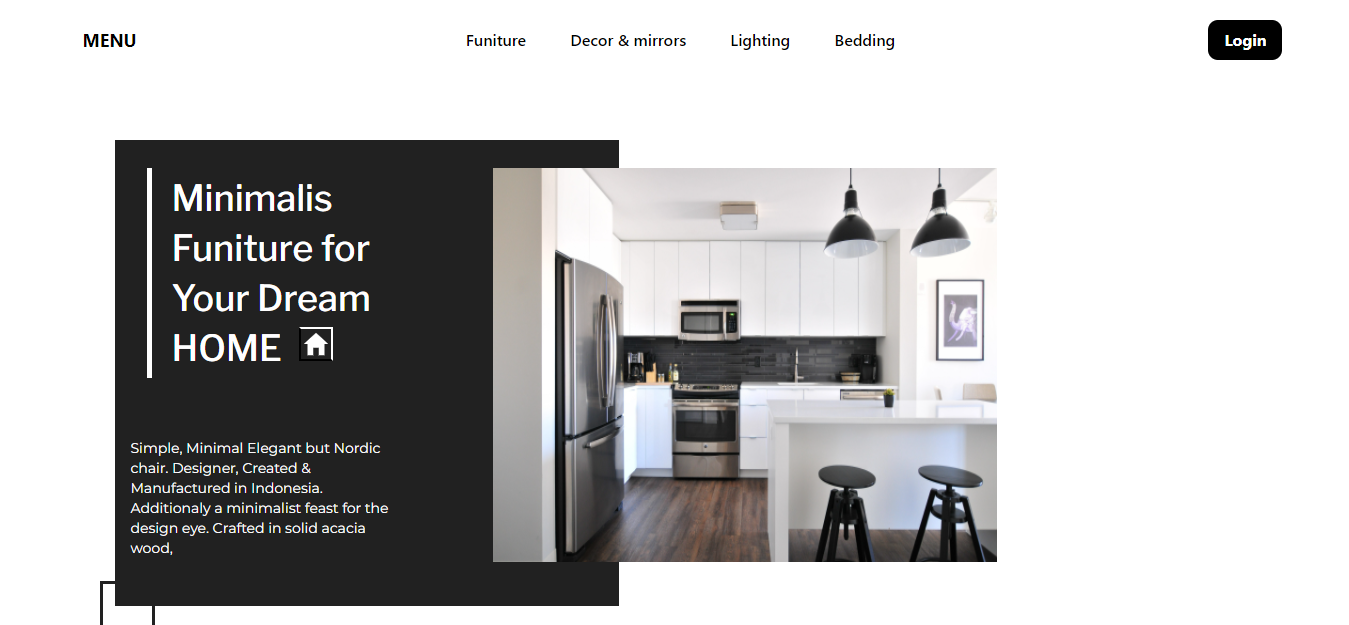 MENU
Funiture
Decor & mirrors
Lighting
Bedding
Login
Minimalis
Funiture for
Your Dream
HOME
Simple, Minimal Elegant but Nordic
chair. Designer, Created &
Manufactured in Indonesia.
Additionaly a minimalist feast for the
design eye. Crafted in solid acacia
wood,